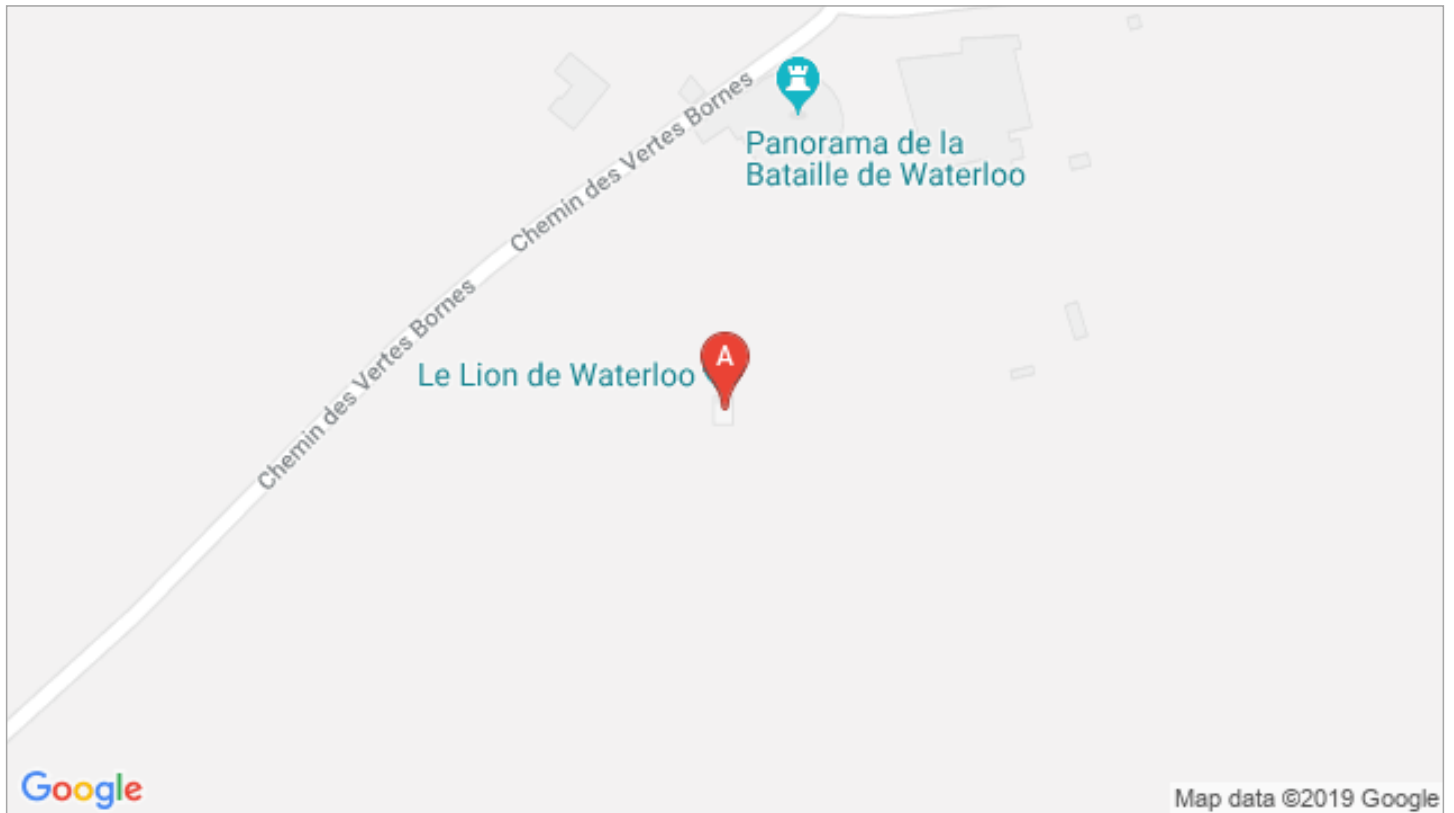 Chemin des Vertes Bornes
Panorama de la
Bataille de Waterloo
Chemin des Vertes Bornes
Le Lion de Waterloo
A
Google
Map data ©2019 Google